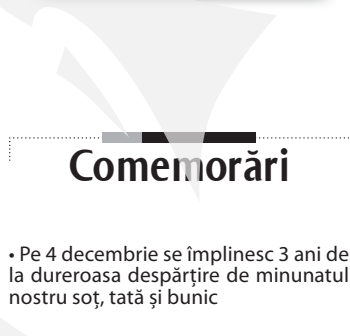 Comemorări
• Pe 4 decembrie se împlinesc 3 ani de
la dureroasa despărțire de minunatul
nostru soț, tată și bunic